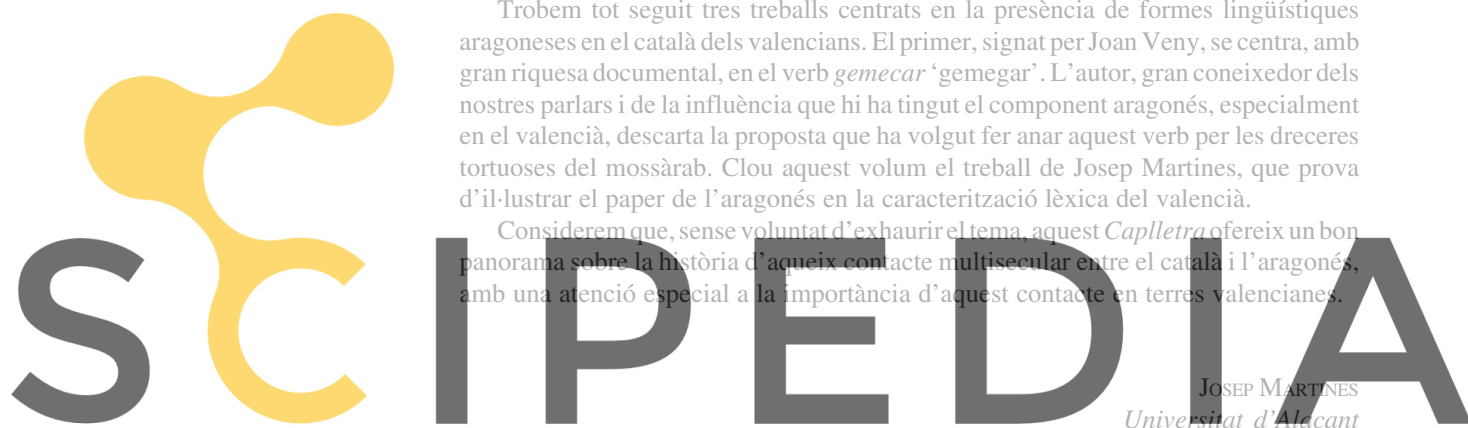 Trobem tot seguit tres treballs centrats en la presència de formes lingüístiques
aragoneses en el català dels valencians. El primer, signat per Joan Veny, se centra, amb
gran riquesa documental, en el verb gemecar ‘gemegar’. L’autor, gran coneixedor dels
nostres parlars i de la influència que hi ha tingut el component aragonés, especialment
en el valencià, descarta la proposta que ha volgut fer anar aquest verb per les dreceres
tortuoses del mossàrab. Clou aquest volum el treball de Josep Martines, que prova
d’il·lustrar el paper de l’aragonés en la caracterització lèxica del valencià.
Considerem que, sense voluntat d’exhaurir el tema, aquest Caplletra ofereix un bon
panorama sobre la història d’aqueix contacte multisecular entre el català i l’aragonés,
amb una atenció especial a la importància d’aquest contacte en terres valencianes.
SCIPEDIA
JOSEP MARTINES
Universitat d’Alacant